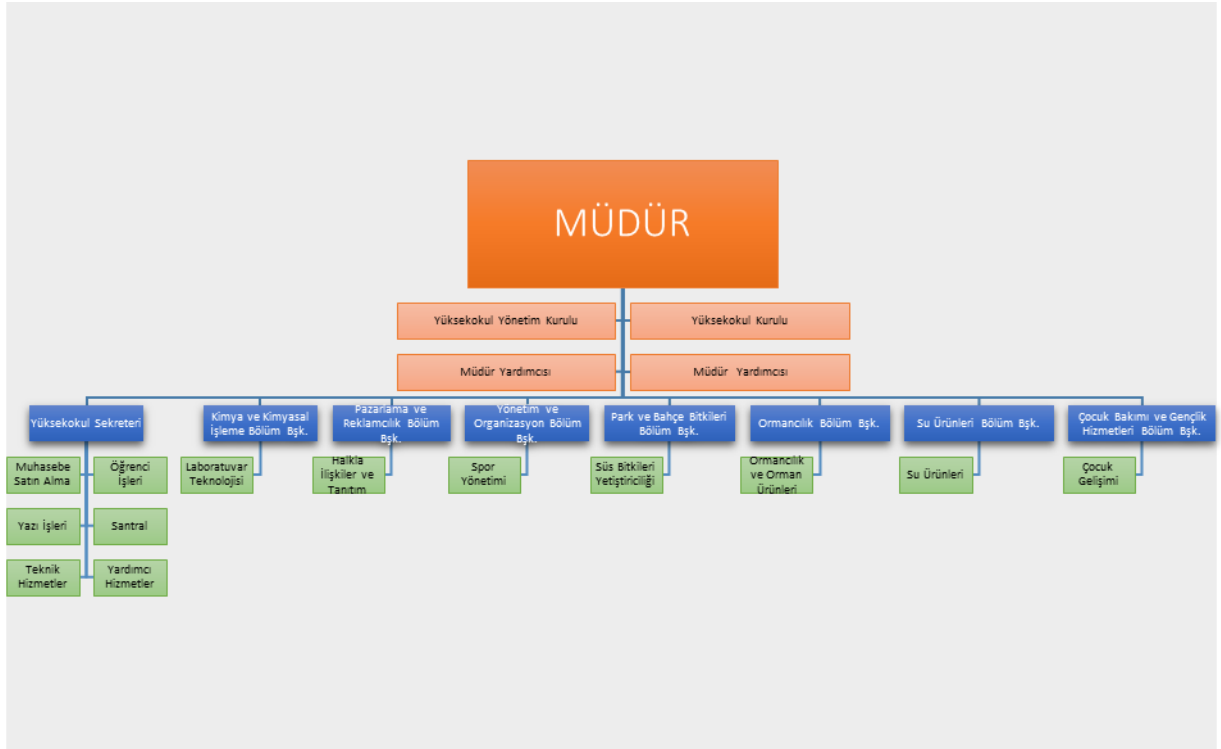 MÜDÜR
Yüksekokul Yönetim Kurulu
Yüksekokul Kurulu
Müdür Yardımcısı
Müdür Yardımcısı
Yüksekokul Sekreteri
Kimya ve Kimyasal
İşleme Bölüm Bşk.
Pazarlama ve
Reklamcılık Bölüm
Bşk.
Yönetim ve
Organizasyon Bölüm
Bşk.
Park ve Bahçe Bitkileri
Bölüm Bşk.
Ormancılık Bölüm Bşk.
Su Ürünleri Bölüm Bşk.
Çocuk Bakımı ve Gençlik
Hizmetleri Bölüm Bşk.
Muhasebe
Satın Alma
Öğrenci
İşleri
Laboratuvar
Teknolojisi
Halkla
İlişkiler ve
Tanıtım
Spor
Yönetimi
Süs Bitkileri
Yetiştiriciliği
Ormancılık
ve Orman
Ürünleri
Su Ürünleri
Çocuk
Gelişimi
Yazı İşleri
Santral
Teknik
Hizmetler
Yardımcı
Hizmetler